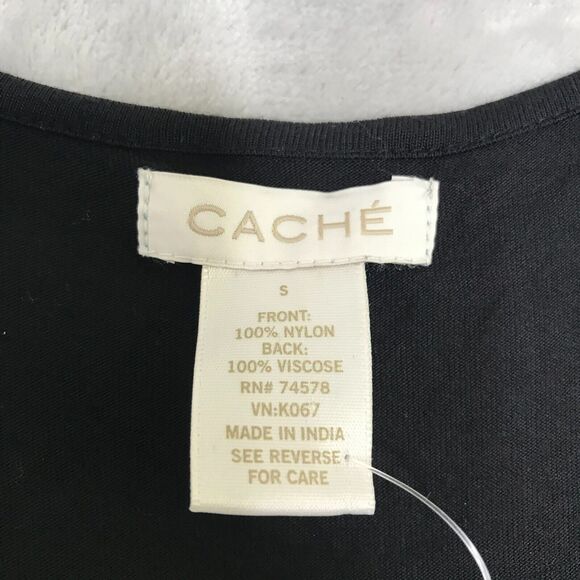 CACHÉ
S
FRONT:
100% NYLON
BACK:
100% VISCOSE
RN# 74578
VN:K067
MADE IN INDIA
SEE REVERSE
FOR CARE